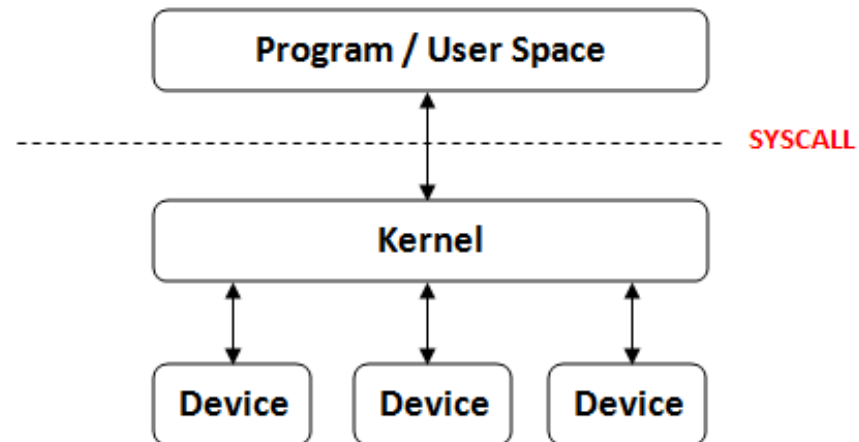 Program / User Space
SYSCALL
Kernel
Device
Device
Device